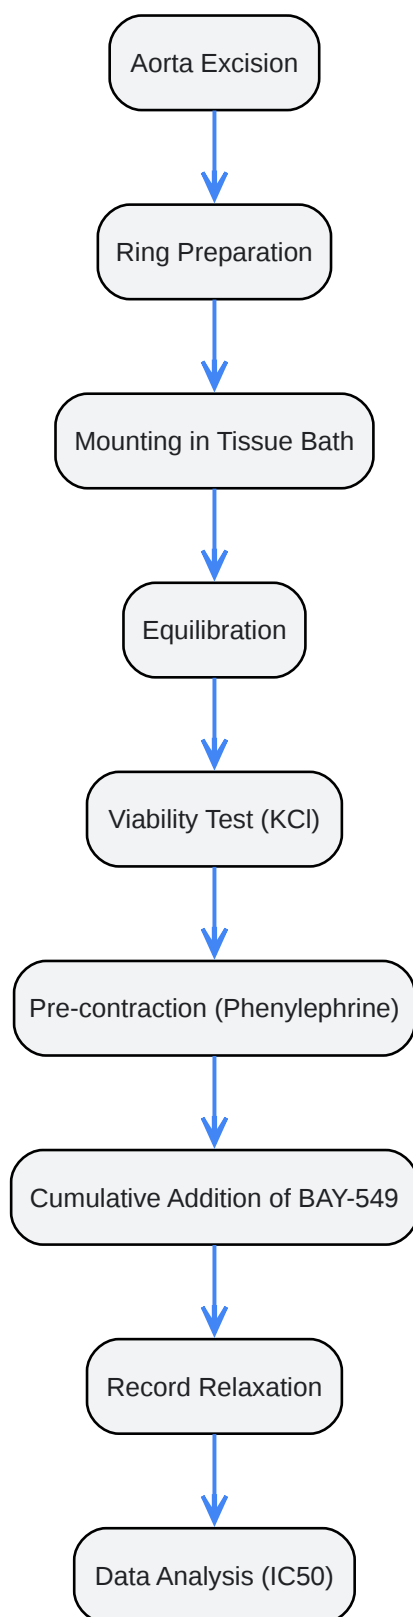 Aorta Excision
Ring Preparation
Mounting in Tissue Bath
Equilibration
Viability Test (KCl)
Pre-contraction (Phenylephrine)
Cumulative Addition of BAY-549
Record Relaxation
Data Analysis (IC50)